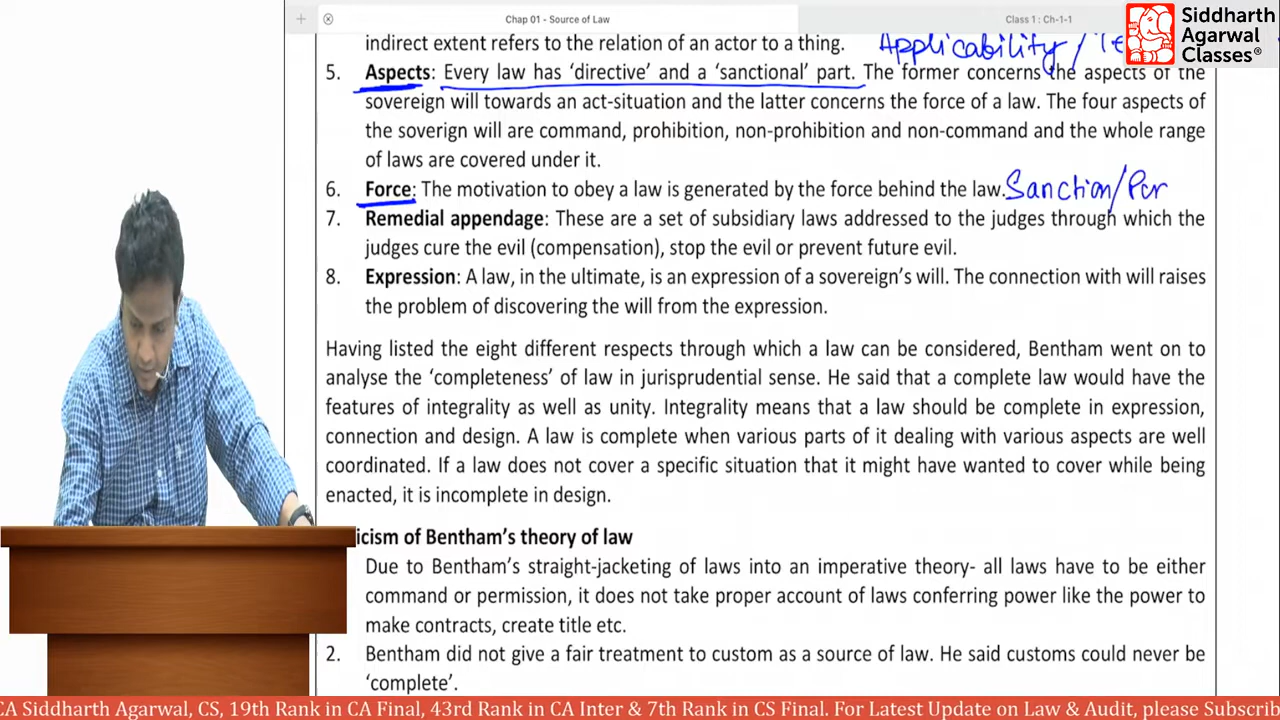 Chap 01 - Source of Law
Class 1 : Ch-1-1
Siddharth
Agarwal
Classes®
indirect extent refers to the relation of an actor to a thing. Applicability/Te
5. Aspects: Every law has ‘directive’ and a ‘sanctional’ part. The former concerns the aspects of the
sovereign will towards an act-situation and the latter concerns the force of a law. The four aspects of
the soverign will are command, prohibition, non-prohibition and non-command and the whole range
of laws are covered under it.
6. Force: The motivation to obey a law is generated by the force behind the law. Sanction/Per
7. Remedial appendage: These are a set of subsidiary laws addressed to the judges through which the
judges cure the evil (compensation), stop the evil or prevent future evil.
8. Expression: A law, in the ultimate, is an expression of a sovereign’s will. The connection with will raises
the problem of discovering the will from the expression.
Having listed the eight different respects through which a law can be considered, Bentham went on to
analyse the ‘completeness’ of law in jurisprudential sense. He said that a complete law would have the
features of integrality as well as unity. Integrality means that a law should be complete in expression,
connection and design. A law is complete when various parts of it dealing with various aspects are well
coordinated. If a law does not cover a specific situation that it might have wanted to cover while being
enacted, it is incomplete in design.
icism of Bentham’s theory of law
Due to Bentham’s straight-jacketing of laws into an imperative theory- all laws have to be either
command or permission, it does not take proper account of laws conferring power like the power to
make contracts, create title etc.
2. Bentham did not give a fair treatment to custom as a source of law. He said customs could never be
‘complete’.
CA Siddharth Agarwal, CS, 19th Rank in CA Final, 43rd Rank in CA Inter & 7th Rank in CS Final. For Latest Update on Law & Audit, please Subscrib